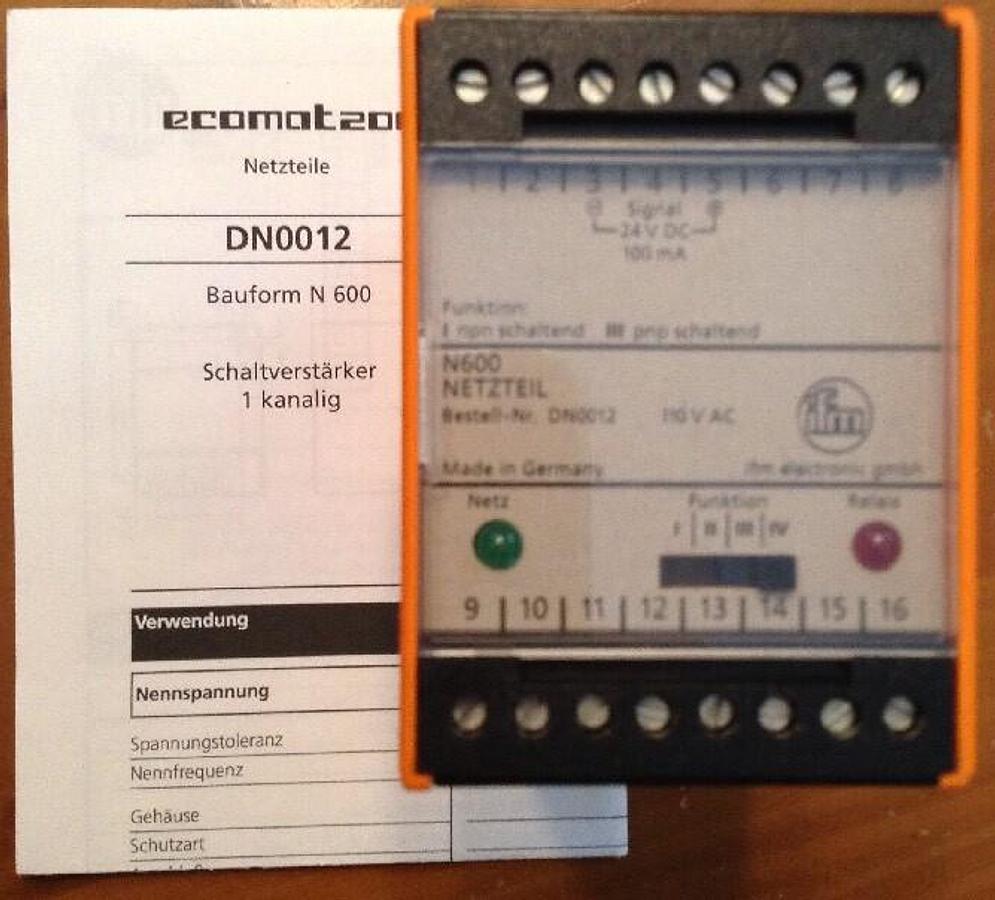 ecomat200
Netzteile
DN0012
Bauform N 600
Schaltverstärker
1 kanalig
Verwendung
Nennspannung
Spannungstoleranz
Nennfrequenz
Gehäuse
Schutzart
1 | 2 | 3 | 4 | 5 | 6 | 7 | 8
Signal
24 V DC
100 mA
Funktion:
I npn schaltend III pnp schaltend
N600
NETZTEIL
Bestell-Nr. DN0012 110 V AC
ifm
Made in Germany ifm electronic gmbh
Netz Funktion Relais
I | II | III | IV
9 | 10 | 11 | 12 | 13 | 14 | 15 | 16